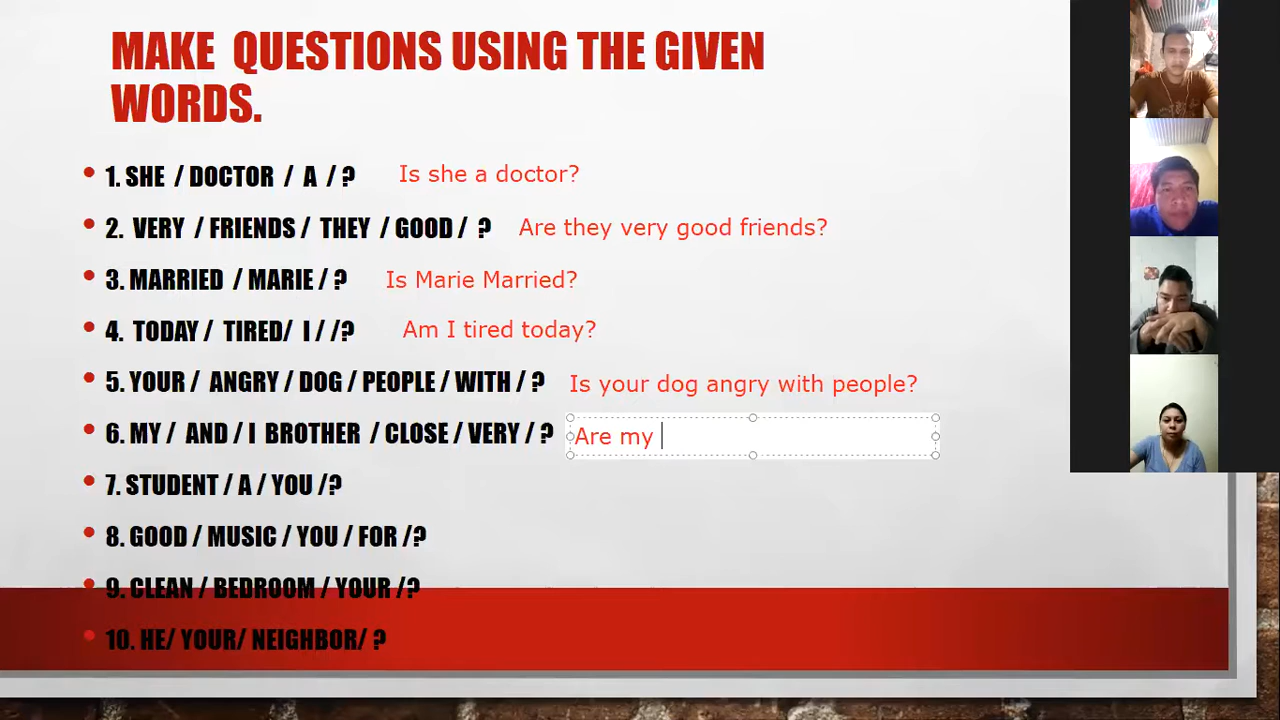 MAKE QUESTIONS USING THE GIVEN
WORDS.
• 1. SHE / DOCTOR / A / ? Is she a doctor?
• 2. VERY / FRIENDS / THEY / GOOD / ? Are they very good friends?
• 3. MARRIED / MARIE / ? Is Marie Married?
• 4. TODAY / TIRED/ I / /? Am I tired today?
• 5. YOUR / ANGRY / DOG / PEOPLE / WITH / ? Is your dog angry with people?
• 6. MY / AND / I BROTHER / CLOSE / VERY / ? Are my
• 7. STUDENT / A / YOU /?
• 8. GOOD / MUSIC / YOU / FOR /?
• 9. CLEAN / BEDROOM / YOUR /?
• 10. HE/ YOUR/ NEIGHBOR/ ?